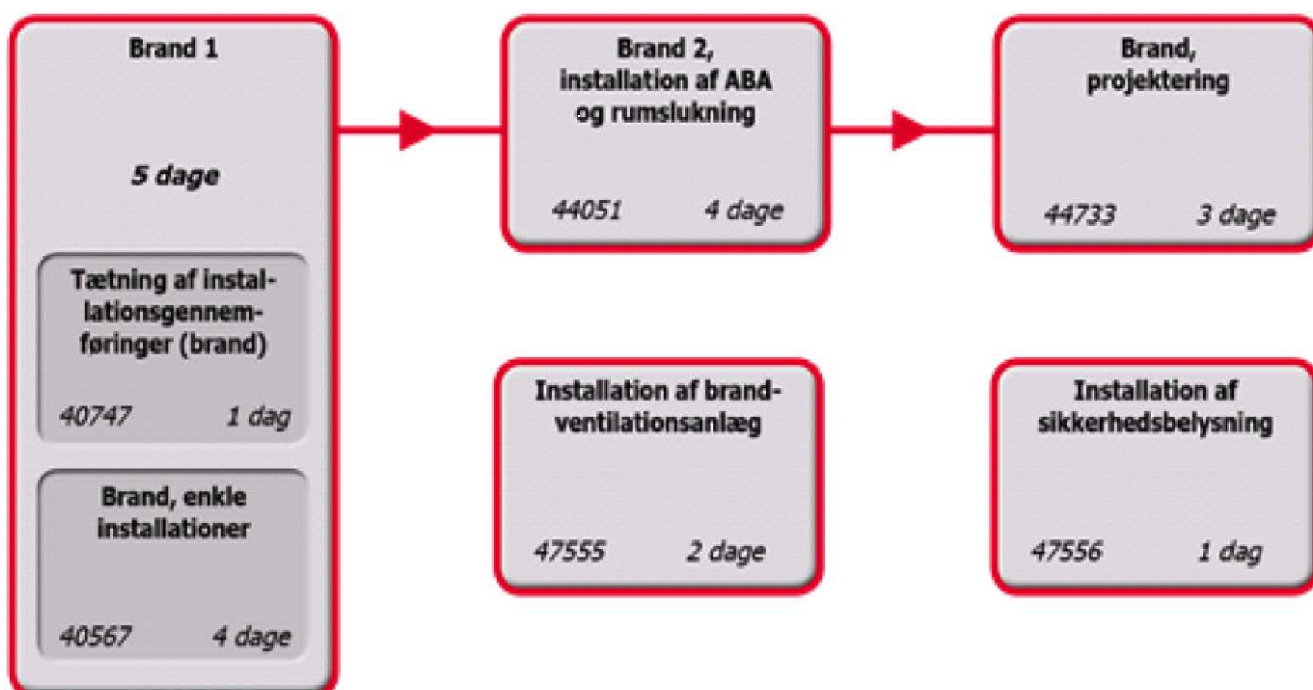 Brand 1
5 dage
Tætning af instal-
lationsgennem-
føringer (brand)
40747 1 dag
Brand, enkle
installationer
40567 4 dage
Brand 2,
installation af ABA
og rumslukning
44051 4 dage
Brand,
projektering
44733 3 dage
Installation af brand-
ventilationsanlæg
47555 2 dage
Installation af
sikkerhedsbelysning
47556 1 dag